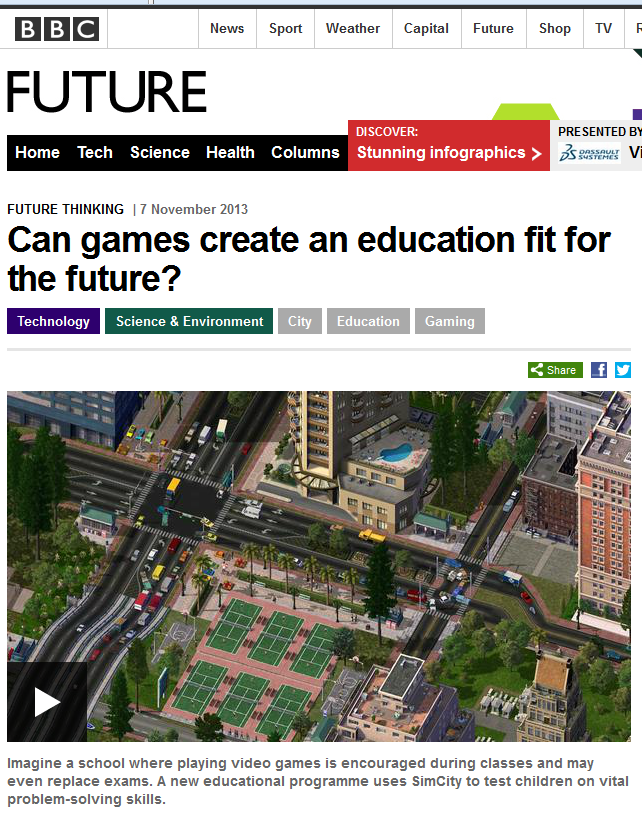 BBC News Sport Weather Capital Future Shop TV
FUTURE
DISCOVER: PRESENTED BY
Home Tech Science Health Columns Stunning infographics DASSAULT SYSTEMES Vi
FUTURE THINKING | 7 November 2013
Can games create an education fit for
the future?
Technology Science & Environment City Education Gaming
Share f
Imagine a school where playing video games is encouraged during classes and may
even replace exams. A new educational programme uses SimCity to test children on vital
problem-solving skills.